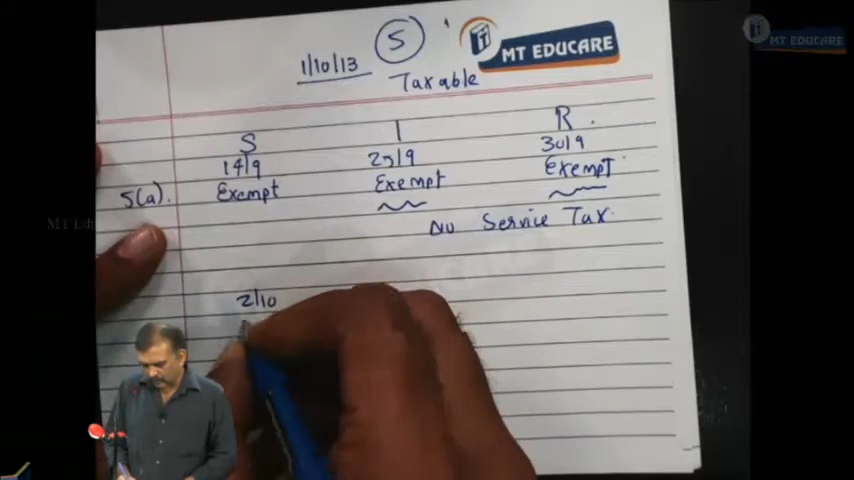 5
1/10/13
MT EDUCARE
MT EDUCARE
Taxable
S I R.
14/9 25/9 30/9
5(a). Exempt Exempt Exempt
No Service Tax
2/10